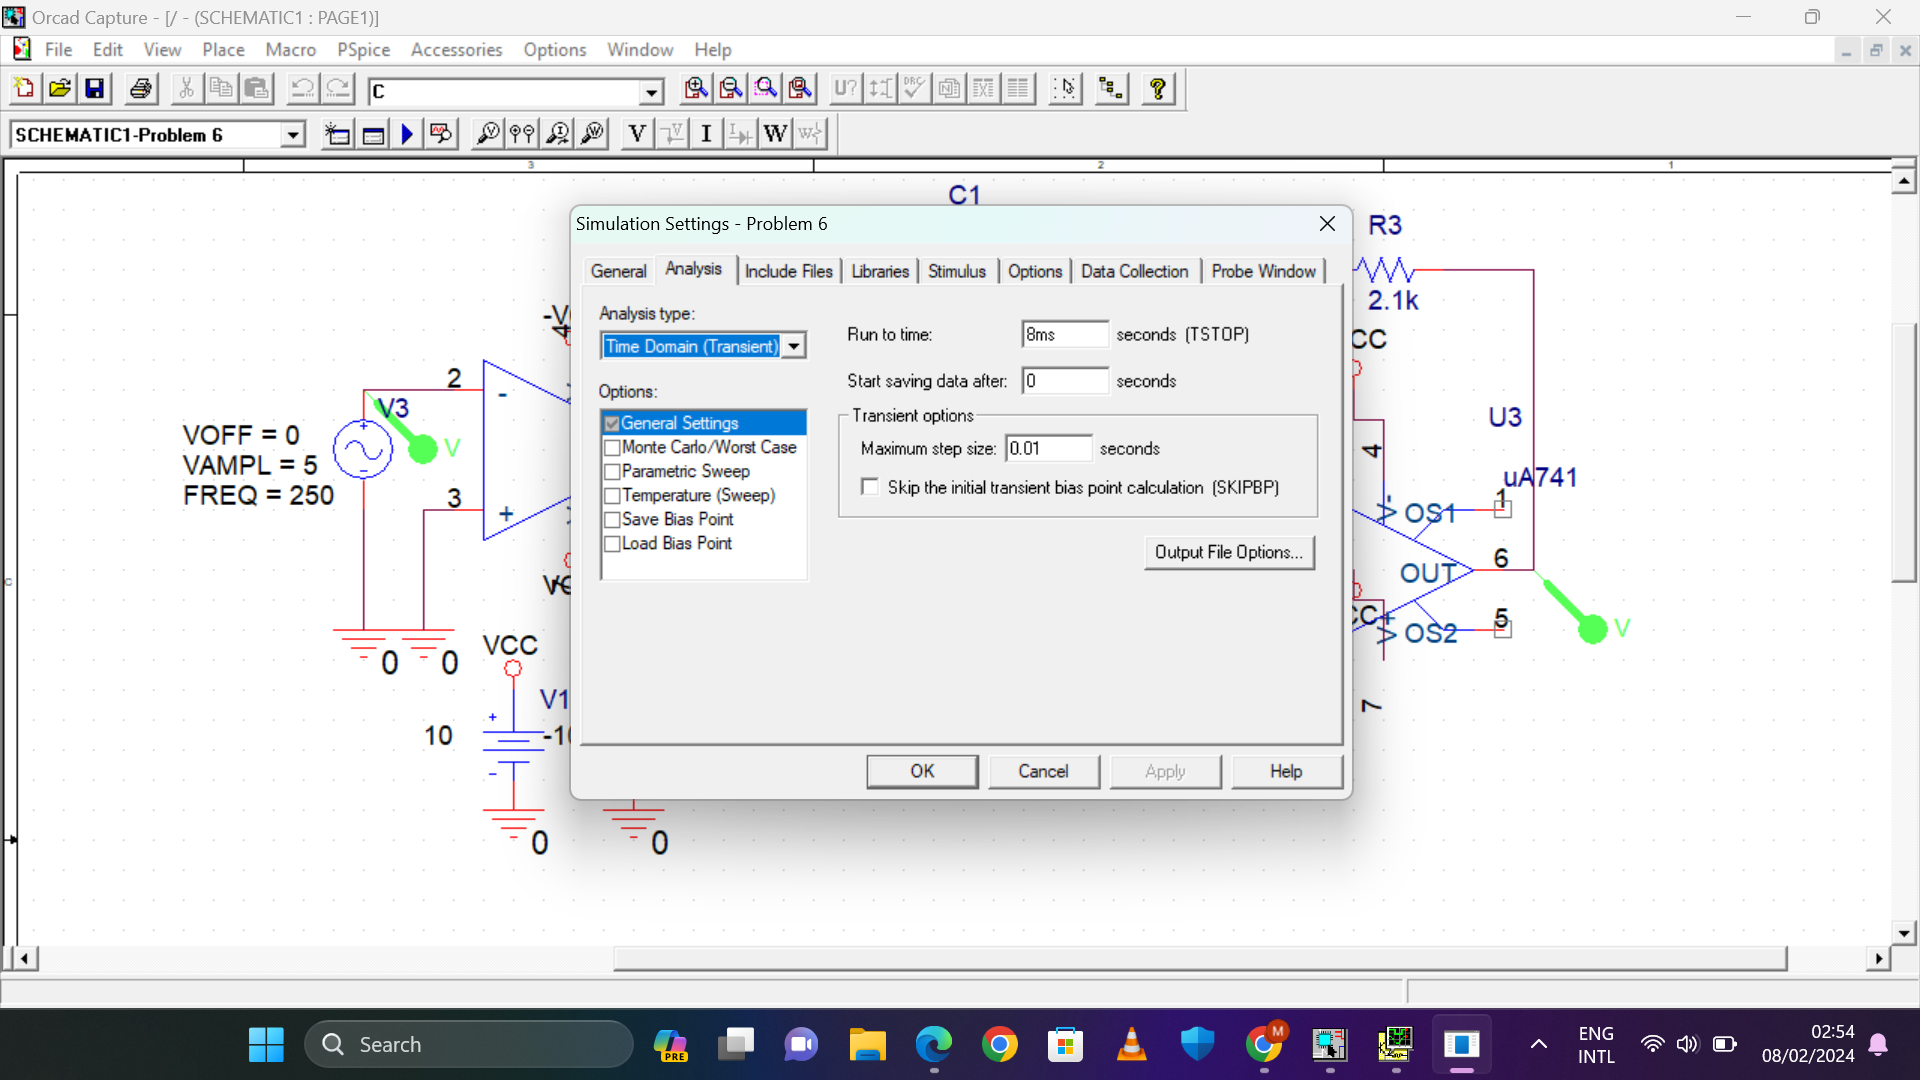 Orcad Capture - [/ - (SCHEMATIC1 : PAGE1)]
File Edit View Place Macro PSpice Accessories Options Window Help
C
U?
DRC
SCHEMATIC1-Problem 6
V V I I W W
3 2 1
C1
Simulation Settings - Problem 6
R3
General Analysis Include Files Libraries Stimulus Options Data Collection Probe Window
2.1k
Analysis type:
Time Domain (Transient)
Run to time: 8ms seconds (TSTOP)
Start saving data after: 0 seconds
Options:
General Settings
Monte Carlo/Worst Case
Parametric Sweep
Temperature (Sweep)
Save Bias Point
Load Bias Point
Transient options
Maximum step size: 0.01 seconds
Skip the initial transient bias point calculation (SKIPBP)
Output File Options...
OK Cancel Apply Help
4
2
-
V3
V
VOFF = 0
VAMPL = 5
FREQ = 250
3
+
0 0
VCC
V1
10
+
-
-10
0 0
CC
U3
4
uA741
1
OS1
6
OUT
5
OS2
CC
+
V
7
C
Search
PRE
M
ENG
INTL
02:54
08/02/2024